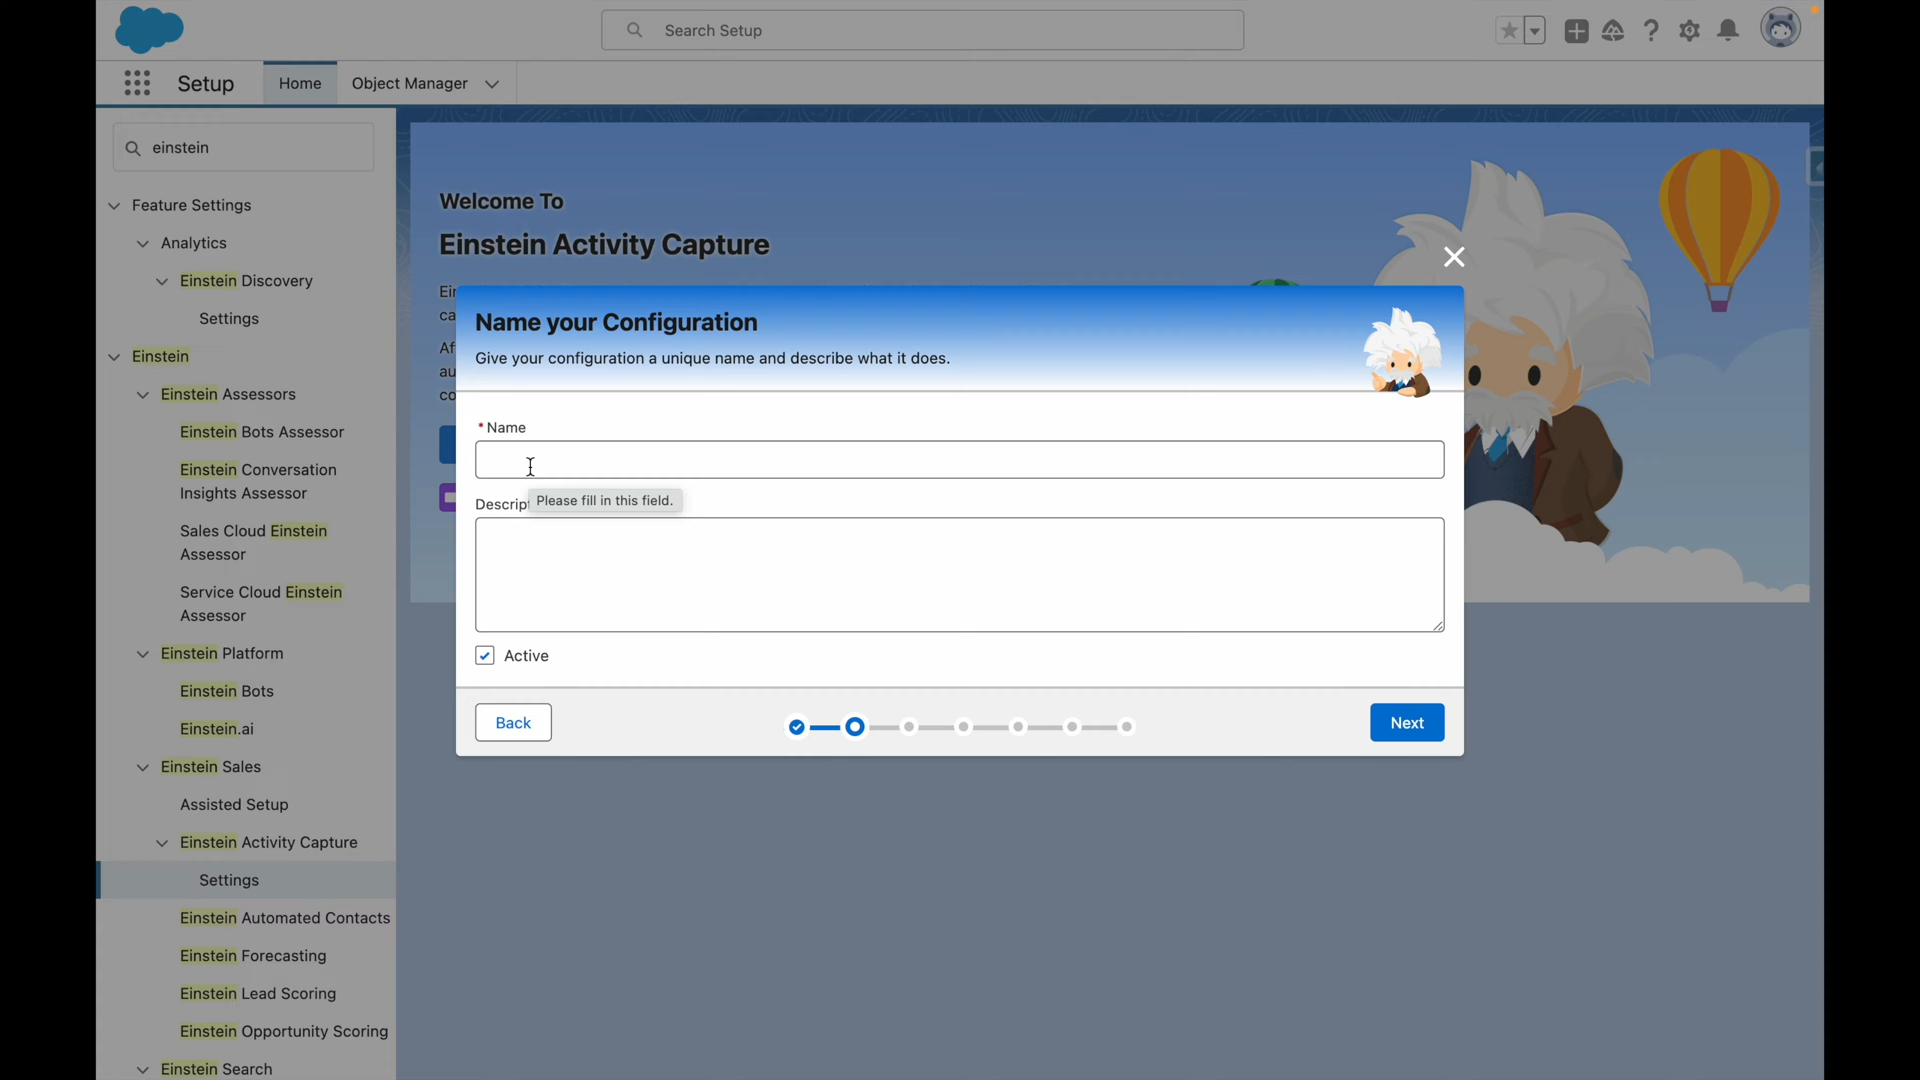 Search Setup
Setup
Home
Object Manager
einstein
Feature Settings
Analytics
Einstein Discovery
Settings
Einstein
Einstein Assessors
Einstein Bots Assessor
Einstein Conversation
Insights Assessor
Sales Cloud Einstein
Assessor
Service Cloud Einstein
Assessor
Einstein Platform
Einstein Bots
Einstein.ai
Einstein Sales
Assisted Setup
Einstein Activity Capture
Settings
Einstein Automated Contacts
Einstein Forecasting
Einstein Lead Scoring
Einstein Opportunity Scoring
Einstein Search
Welcome To
Einstein Activity Capture
Name your Configuration
Give your configuration a unique name and describe what it does.
* Name
Please fill in this field.
Active
Back
Next